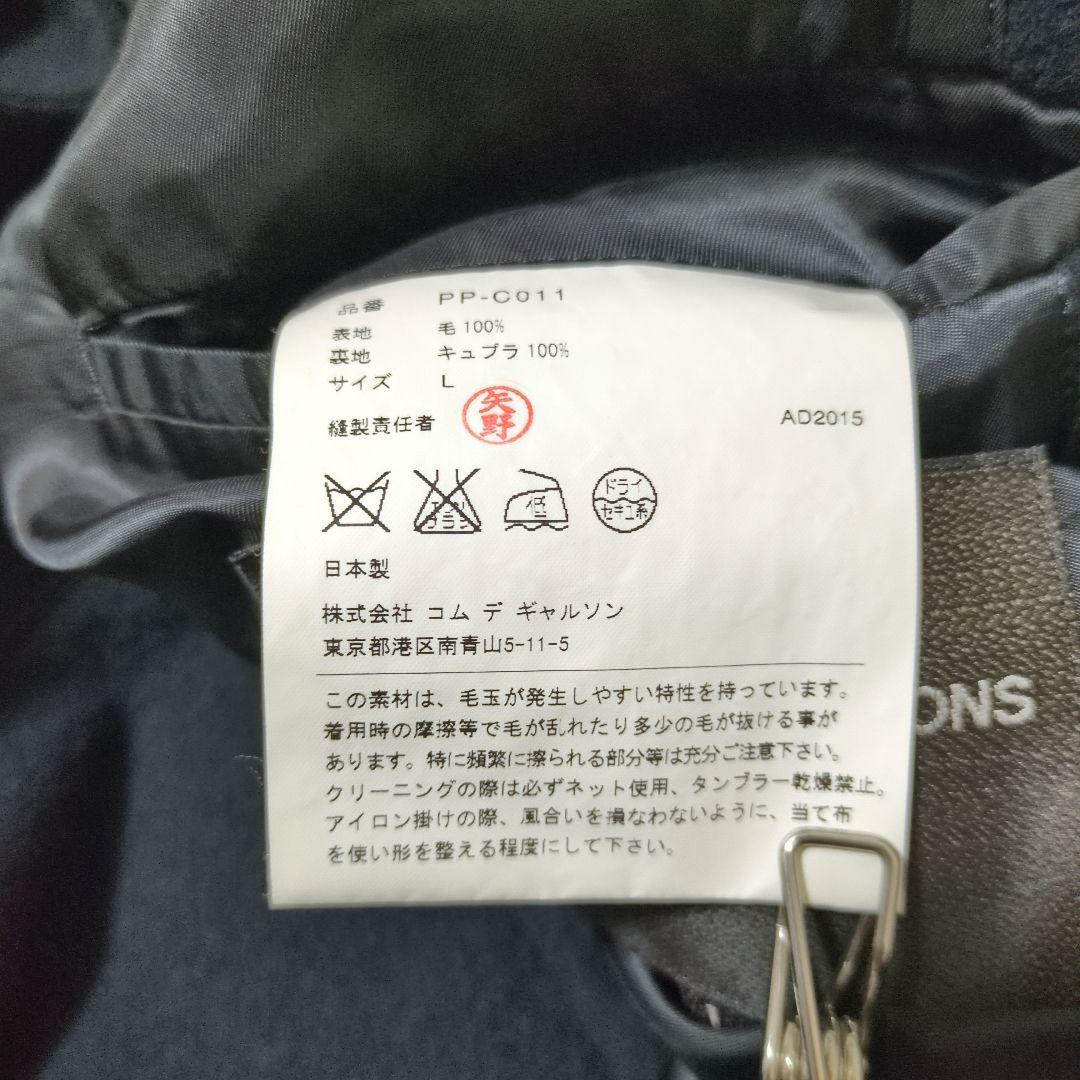 品番 PP-C011
表地 毛 100%
裏地 キュプラ 100%
サイズ L
縫製責任者 矢野 AD2015
エンソ
ラジン
低
ドライ
セキユ系
日本製
株式会社 コム デ ギャルソン
東京都港区南青山5-11-5
この素材は、毛玉が発生しやすい特性を持っています。
着用時の摩擦等で毛が乱れたり多少の毛が抜ける事が
あります。特に頻繁に擦られる部分等は充分ご注意下さい。
クリーニングの際は必ずネット使用、タンブラー乾燥禁止。
アイロン掛けの際、風合いを損なわないように、当て布
を使い形を整える程度にして下さい。
ONS